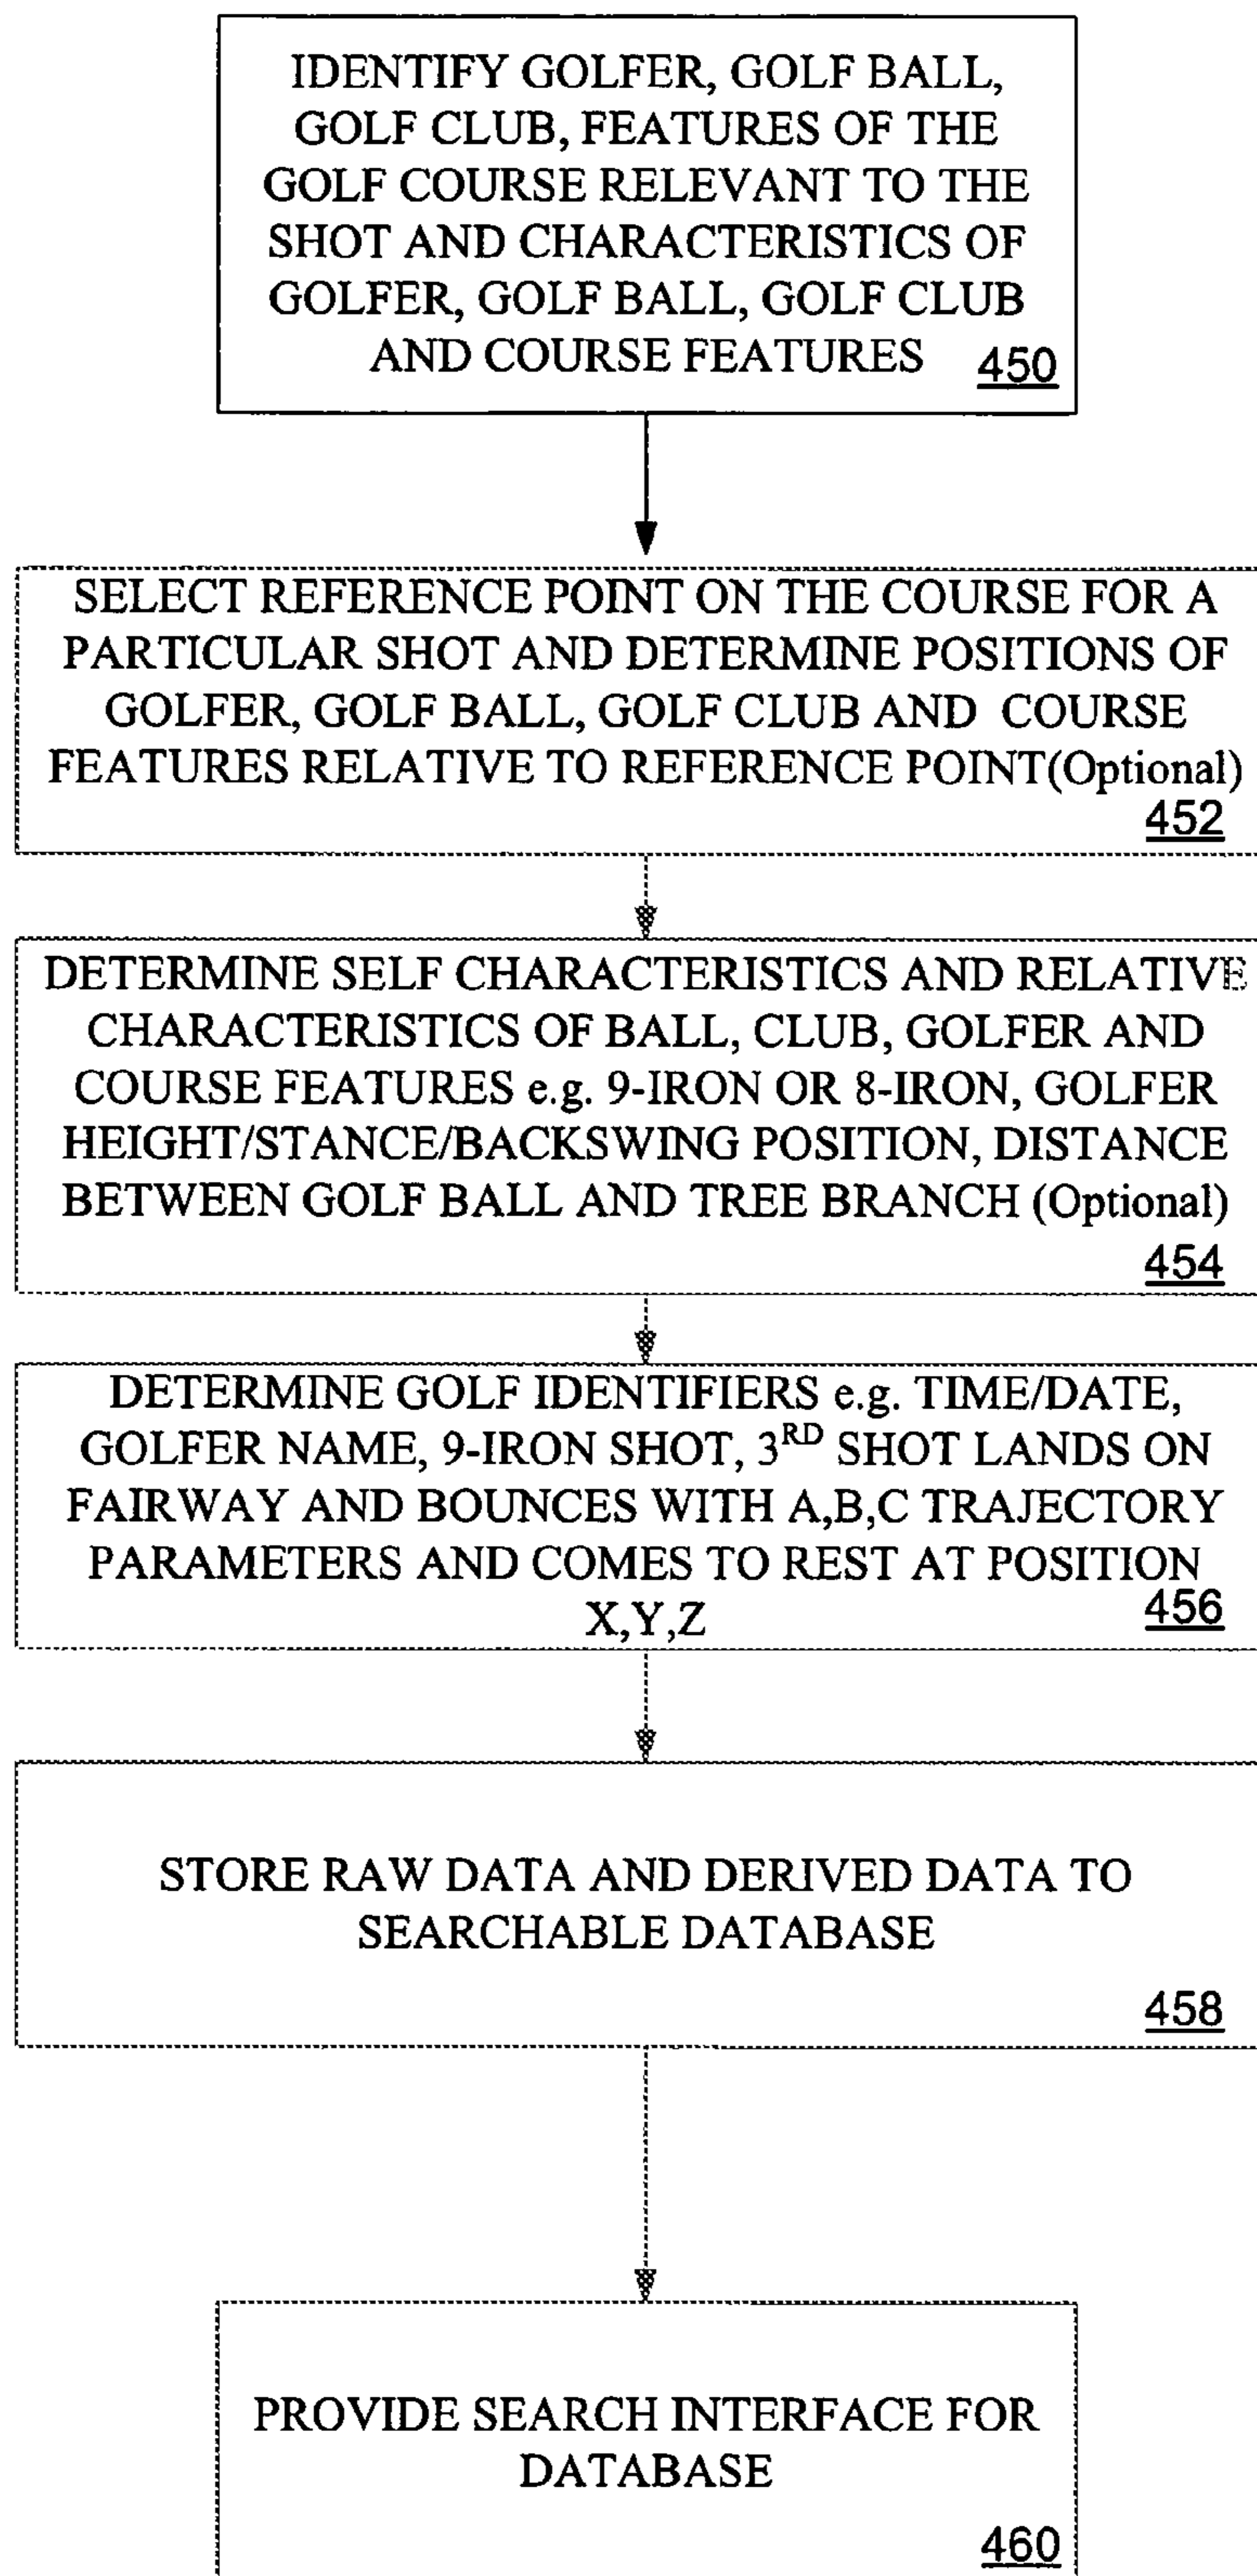 IDENTIFY GOLFER, GOLF BALL,
GOLF CLUB, FEATURES OF THE
GOLF COURSE RELEVANT TO THE
SHOT AND CHARACTERISTICS OF
GOLFER, GOLF BALL, GOLF CLUB
AND COURSE FEATURES 450
SELECT REFERENCE POINT ON THE COURSE FOR A
PARTICULAR SHOT AND DETERMINE POSITIONS OF
GOLFER, GOLF BALL, GOLF CLUB AND COURSE
FEATURES RELATIVE TO REFERENCE POINT(Optional)
452
DETERMINE SELF CHARACTERISTICS AND RELATIVE
CHARACTERISTICS OF BALL, CLUB, GOLFER AND
COURSE FEATURES e.g. 9-IRON OR 8-IRON, GOLFER
HEIGHT/STANCE/BACKSWING POSITION, DISTANCE
BETWEEN GOLF BALL AND TREE BRANCH (Optional)
454
DETERMINE GOLF IDENTIFIERS e.g. TIME/DATE,
GOLFER NAME, 9-IRON SHOT, 3RD SHOT LANDS ON
FAIRWAY AND BOUNCES WITH A,B,C TRAJECTORY
PARAMETERS AND COMES TO REST AT POSITION
X,Y,Z 456
STORE RAW DATA AND DERIVED DATA TO
SEARCHABLE DATABASE
458
PROVIDE SEARCH INTERFACE FOR
DATABASE
460